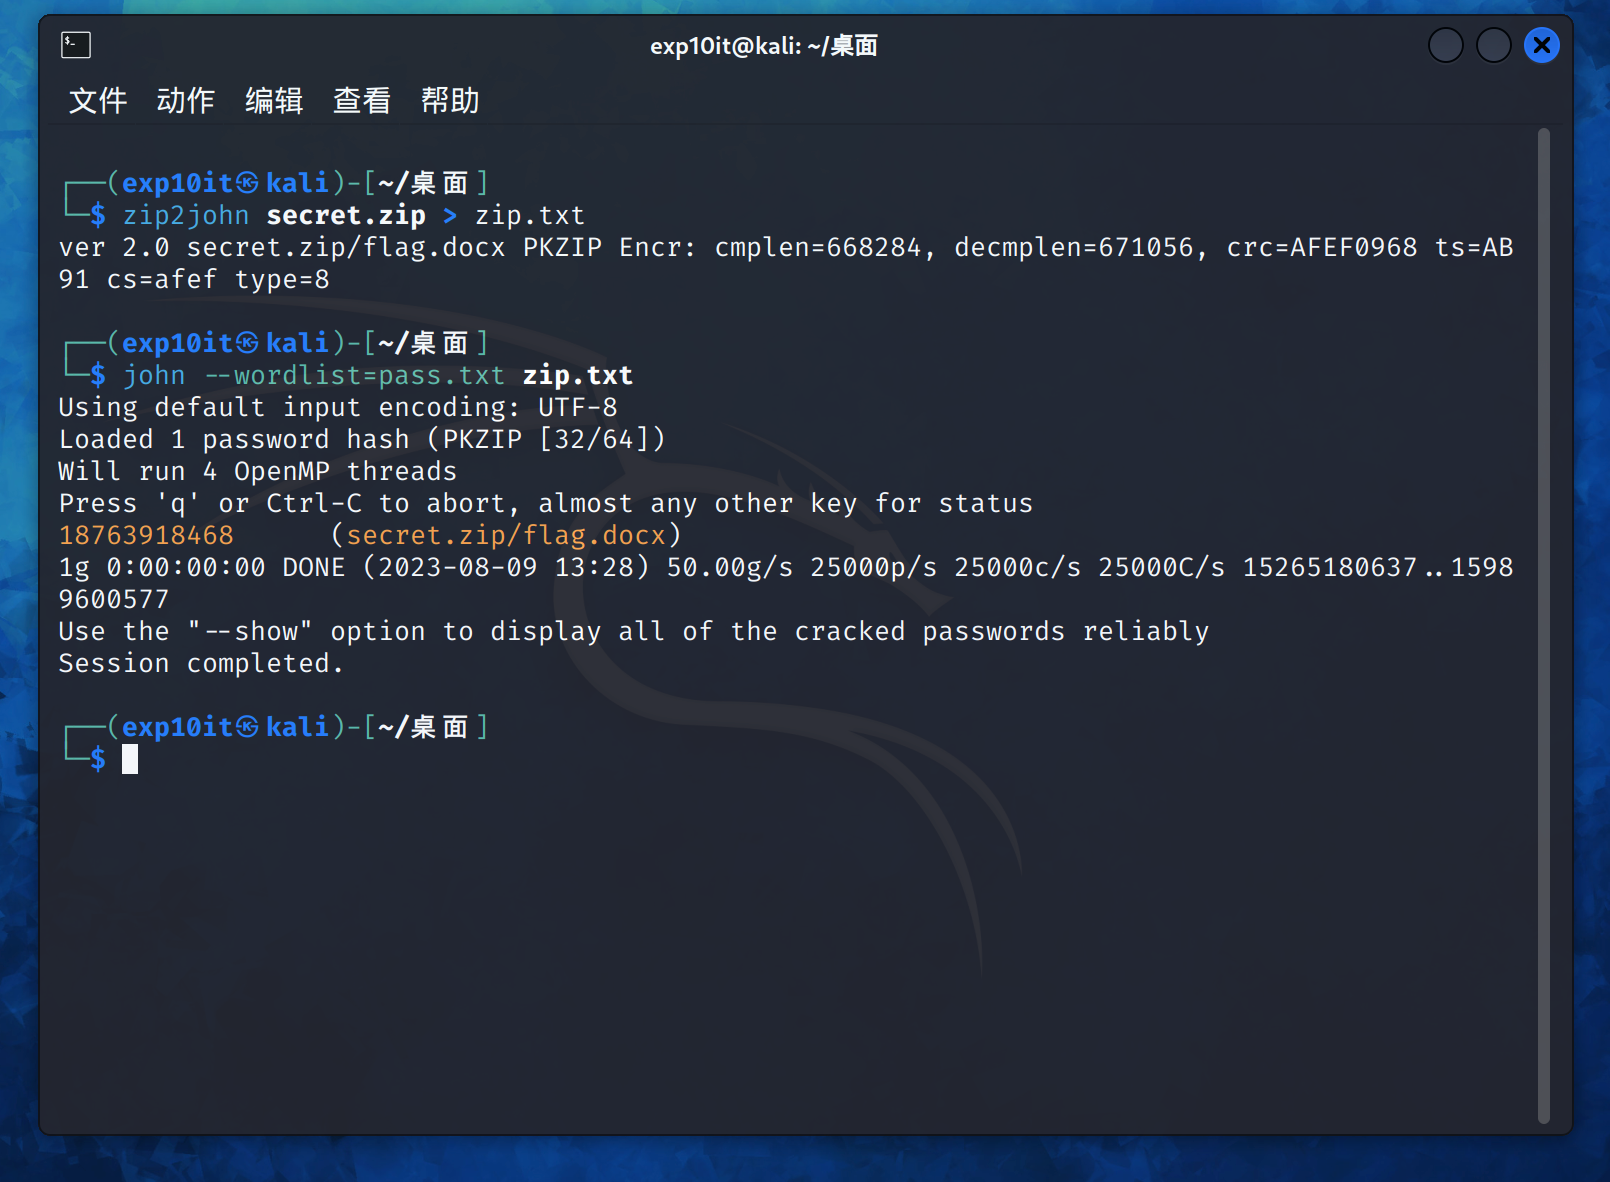 exp10it@kali: ~/桌面
文件 动作 编辑 查看 帮助
┌──(exp10it㉿kali)-[~/桌面]
└─$ zip2john secret.zip > zip.txt
ver 2.0 secret.zip/flag.docx PKZIP Encr: cmplen=668284, decmplen=671056, crc=AFEF0968 ts=AB
91 cs=afef type=8
┌──(exp10it㉿kali)-[~/桌面]
└─$ john --wordlist=pass.txt zip.txt
Using default input encoding: UTF-8
Loaded 1 password hash (PKZIP [32/64])
Will run 4 OpenMP threads
Press 'q' or Ctrl-C to abort, almost any other key for status
18763918468      (secret.zip/flag.docx)
1g 0:00:00:00 DONE (2023-08-09 13:28) 50.00g/s 25000p/s 25000c/s 25000C/s 15265180637..1598
9600577
Use the "--show" option to display all of the cracked passwords reliably
Session completed.
┌──(exp10it㉿kali)-[~/桌面]
└─$